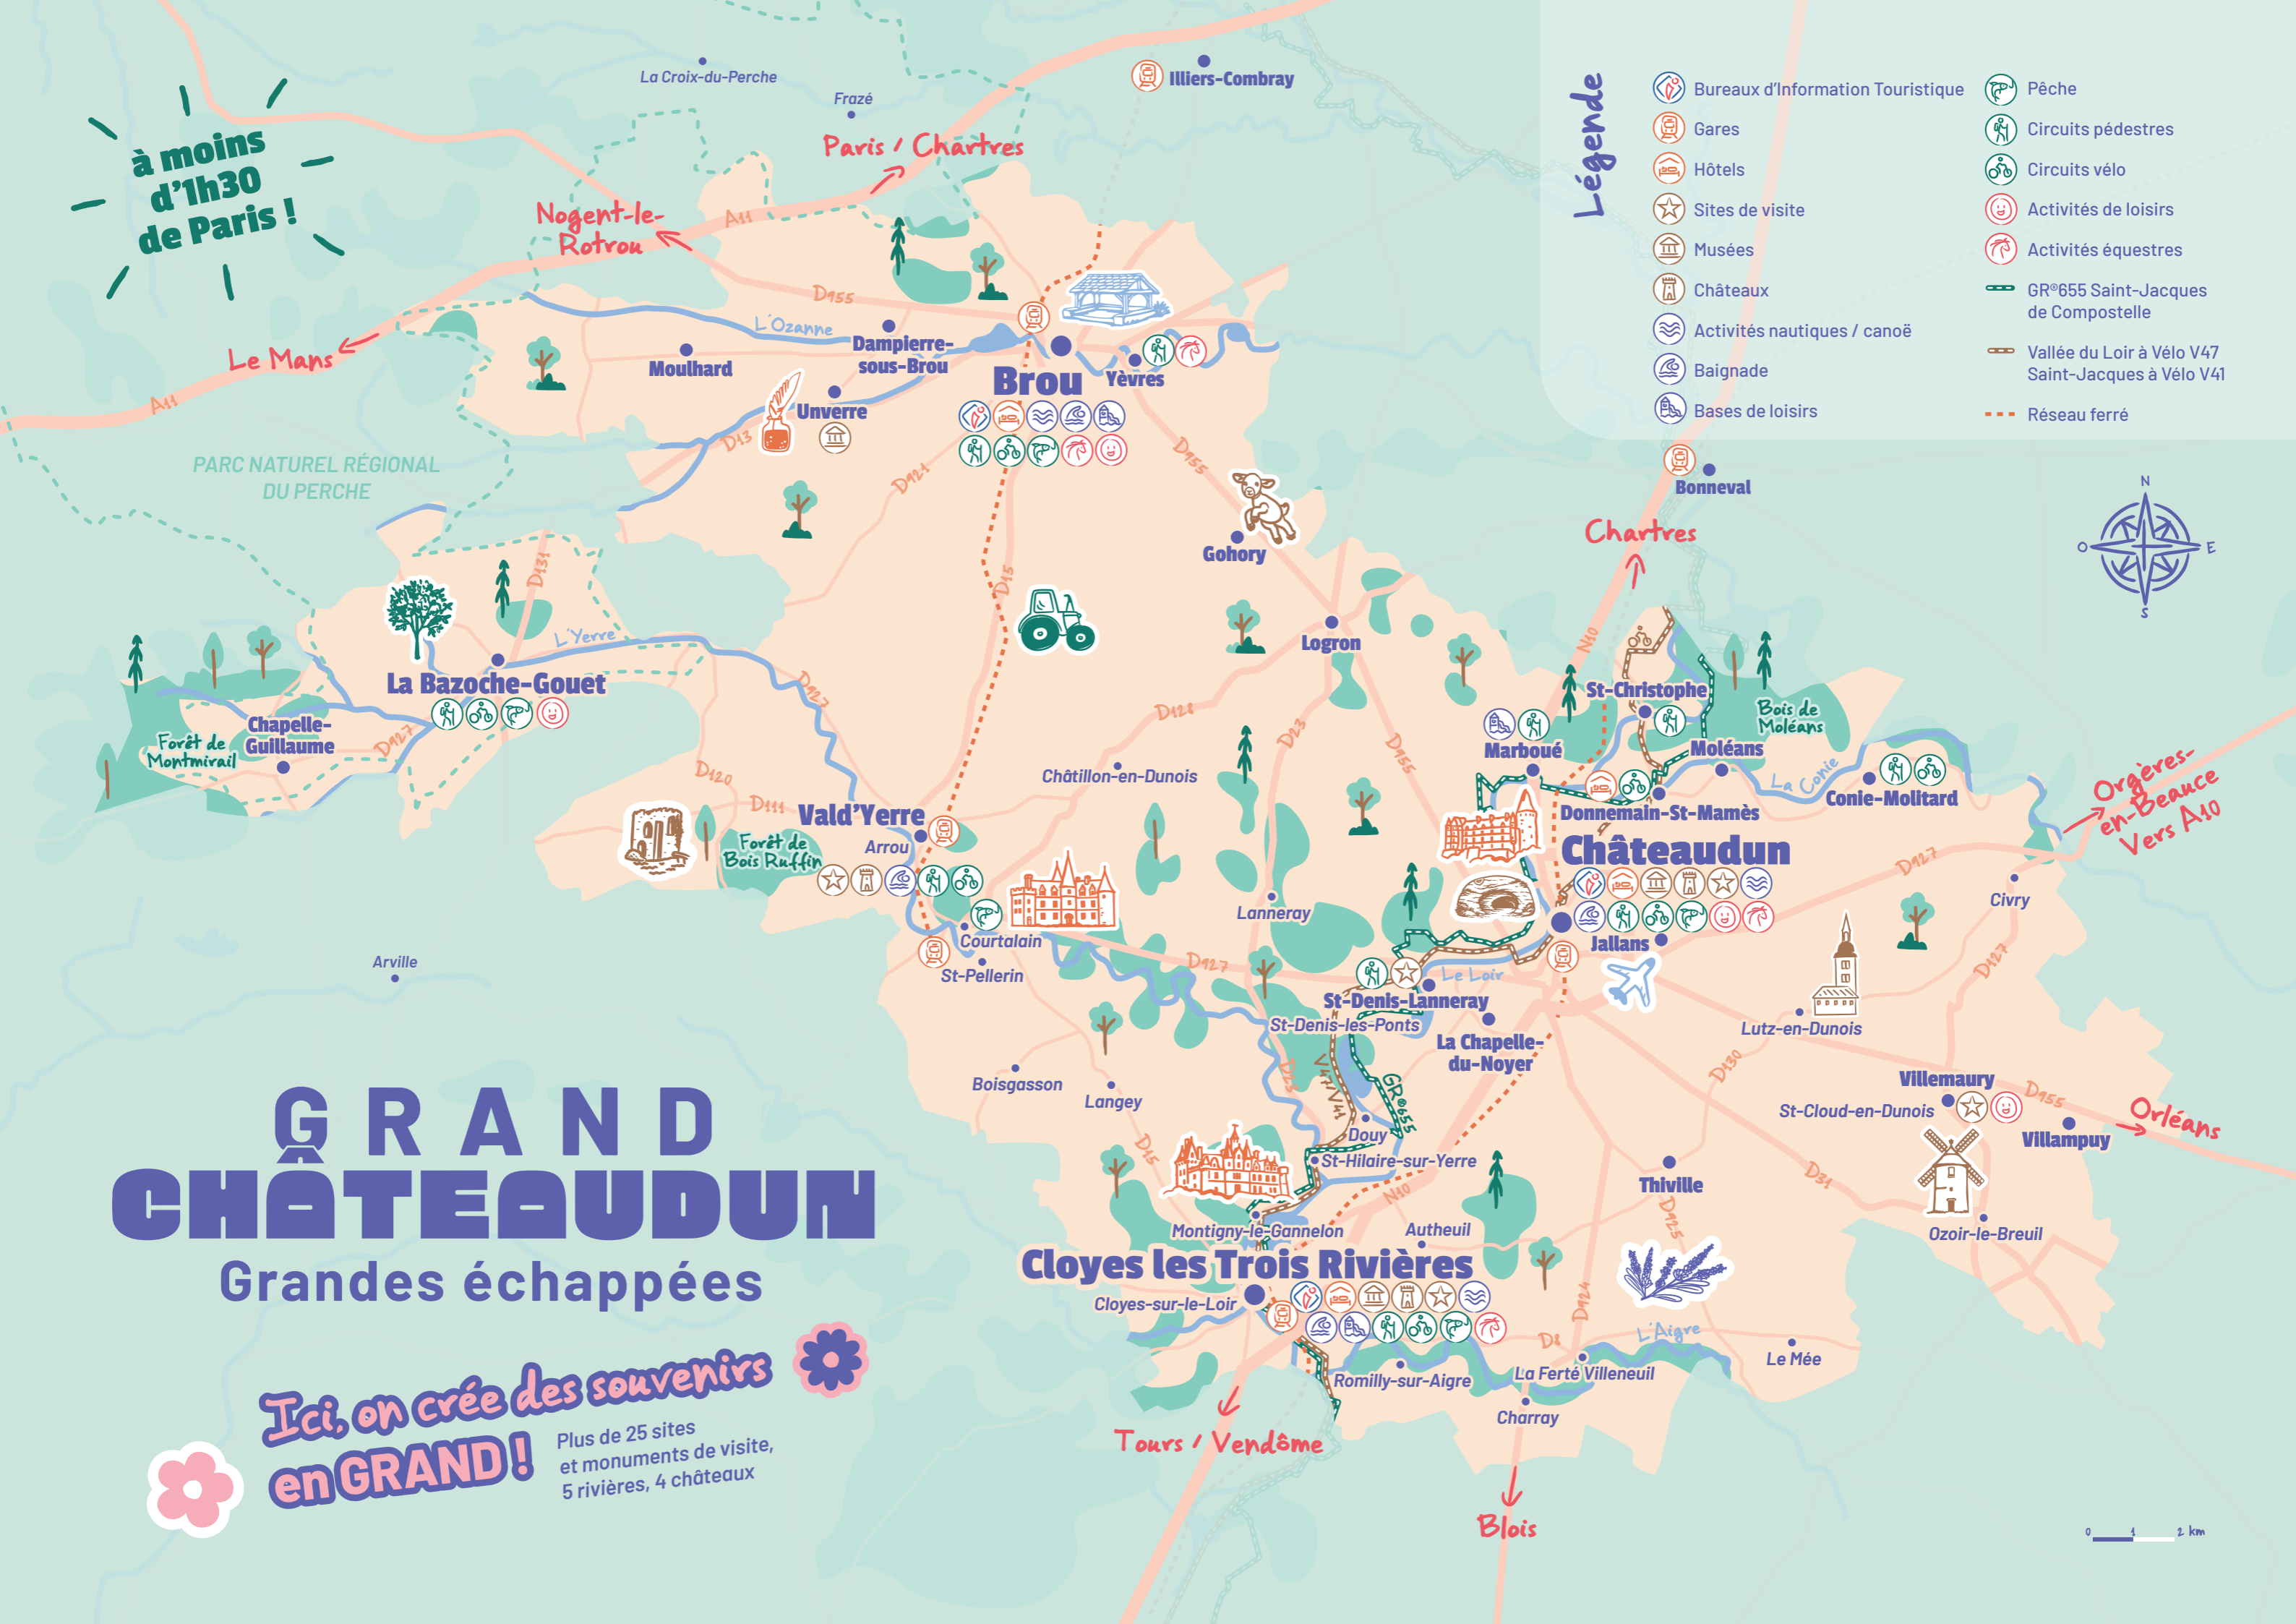 à moins
d'1h30
de Paris !
La Croix-du-Perche
Frazé
Illiers-Combray
Paris / Chartres
Nogent-le-
Rotrou
A11
Le Mans
A11
PARC NATUREL RÉGIONAL
DU PERCHE
D955
L'Ozanne
Dampierre-
sous-Brou
Moulhard
Brou
Yèvres
Unverre
D13
D921
D955
Gohory
D15
D131
L'Yerre
La Bazoche-Gouet
Chapelle-
Guillaume
Forêt de
Montmirail
D927
D927
Logron
D128
D23
D955
Châtillon-en-Dunois
D120
D111
Vald'Yerre
Arrou
Forêt de
Bois Ruffin
Courtalain
St-Pellerin
Arville
Lanneray
D927
Boisgasson
Langey
D15
Légende
Bureaux d'Information Touristique
Gares
Hôtels
Sites de visite
Musées
Châteaux
Activités nautiques / canoë
Baignade
Bases de loisirs
Pêche
Circuits pédestres
Circuits vélo
Activités de loisirs
Activités équestres
GR®655 Saint-Jacques
de Compostelle
Vallée du Loir à Vélo V47
Saint-Jacques à Vélo V41
Réseau ferré
Bonneval
Chartres
N10
N
O
E
S
St-Christophe
Bois de
Moléans
Marboué
Moléans
La Conie
Conie-Molitard
Donnemain-St-Mamès
Châteaudun
Orgères-
en-Beauce
Vers A10
D927
Civry
D927
Jallans
Le Loir
St-Denis-Lanneray
St-Denis-les-Ponts
La Chapelle-
du-Noyer
Lutz-en-Dunois
D130
D23
V47/V41
GR®655
Douy
St-Hilaire-sur-Yerre
N10
Villemaury
St-Cloud-en-Dunois
D955
Villampuy
Orléans
Thiville
D31
D925
Ozoir-le-Breuil
Montigny-le-Gannelon
Autheuil
Cloyes les Trois Rivières
Cloyes-sur-le-Loir
D924
D8
L'Aigre
Le Mée
Romilly-sur-Aigre
La Ferté Villeneuil
Charray
Tours / Vendôme
Blois
0 1 2 km
GRAND
CHÂTEAUDUN
Grandes échappées
Ici, on crée des souvenirs
en GRAND !
Plus de 25 sites
et monuments de visite,
5 rivières, 4 châteaux